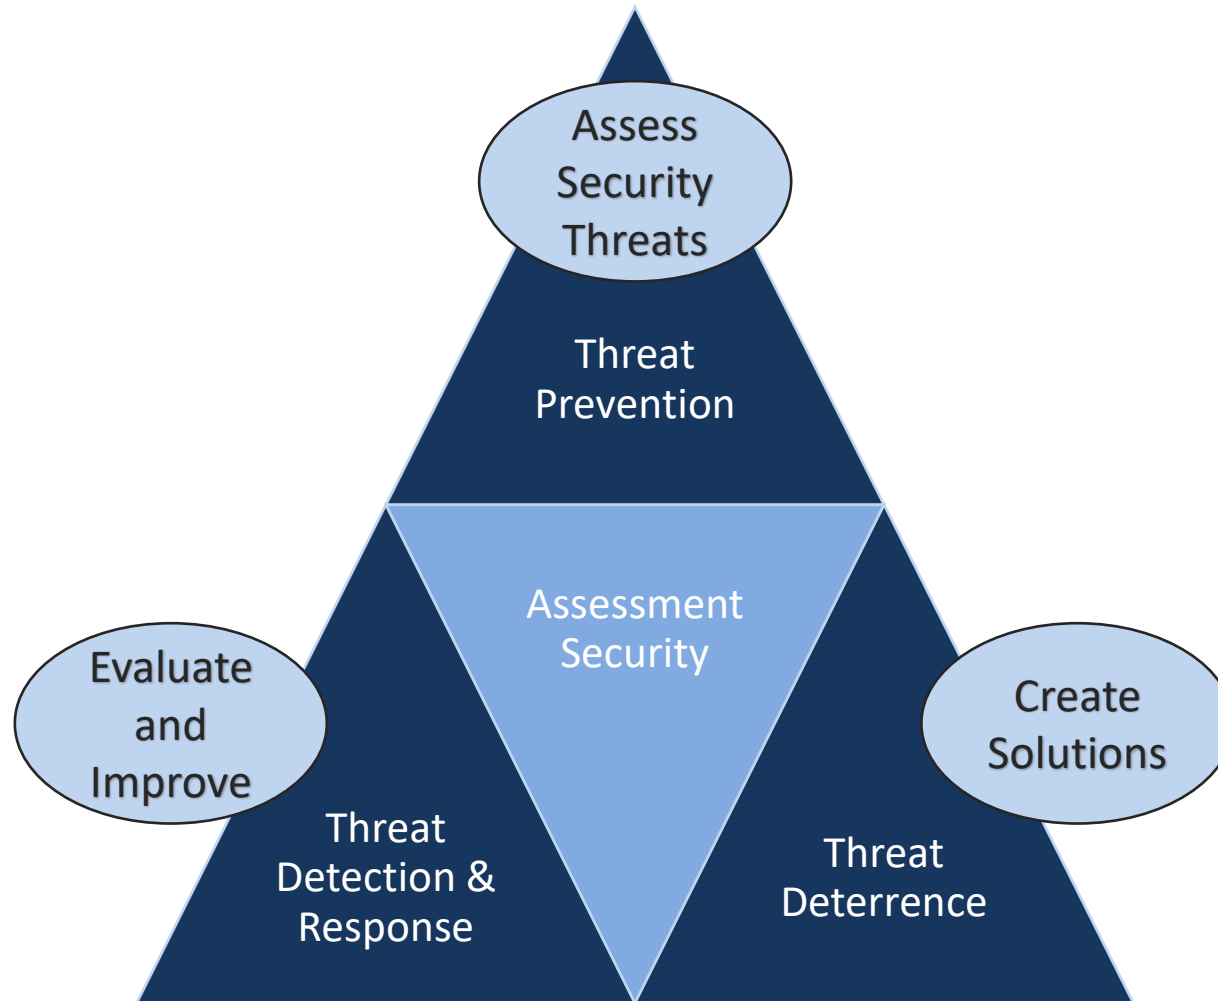 Assess
Security
Threats
Threat
Prevention
Assessment
Security
Evaluate
and
Improve
Create
Solutions
Threat
Detection &
Response
Threat
Deterrence